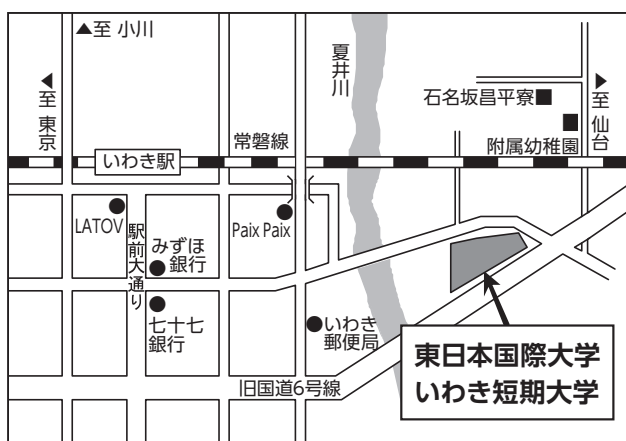 ▲至 小川
▲至 東京
夏井川
石名坂昌平寮■
▲至 仙台
常磐線
附属幼稚園
いわき駅
LATOV
駅前大通り
みずほ
銀行
Paix Paix
七十七
銀行
いわき
郵便局
旧国道6号線
東日本国際大学
いわき短期大学